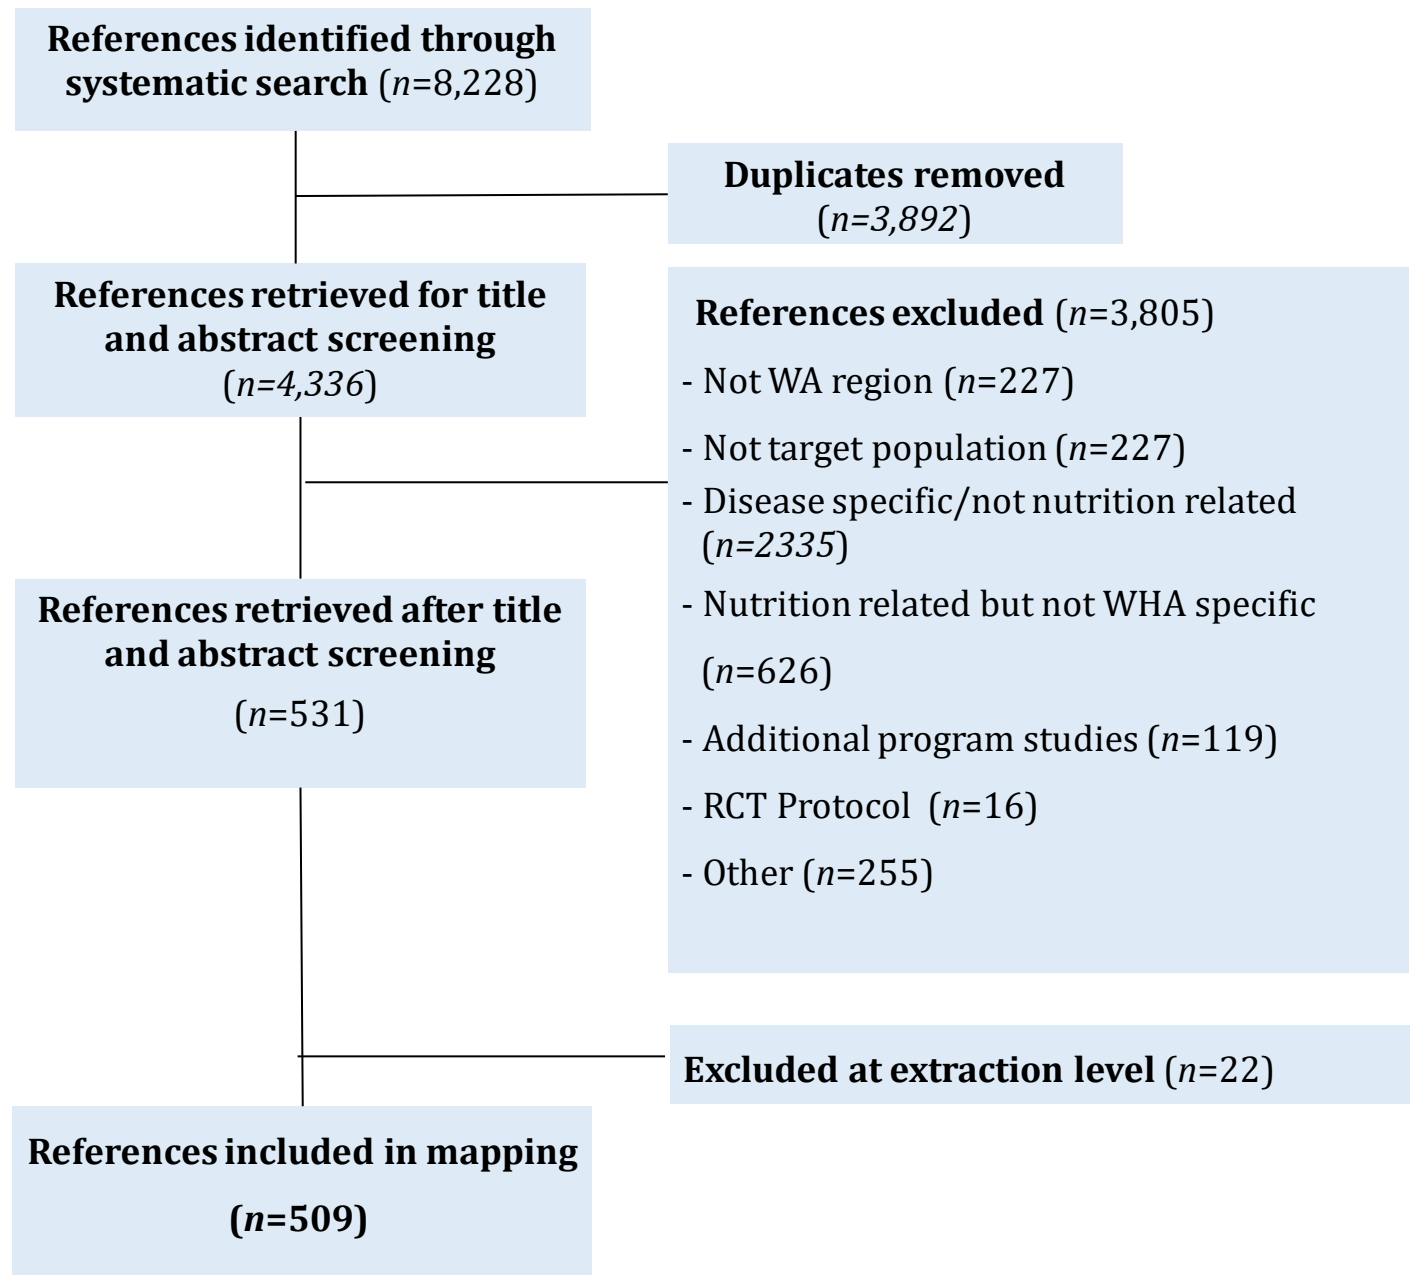 References identified through
systematic search (n=8,228)
Duplicates removed
(n=3,892)
References retrieved for title
and abstract screening
(n=4,336)
References excluded (n=3,805)
- Not WA region (n=227)
- Not target population (n=227)
- Disease specific/not nutrition related
(n=2335)
- Nutrition related but not WHA specific
(n=626)
- Additional program studies (n=119)
- RCT Protocol (n=16)
- Other (n=255)
References retrieved after title
and abstract screening
(n=531)
Excluded at extraction level (n=22)
References included in mapping
(n=509)